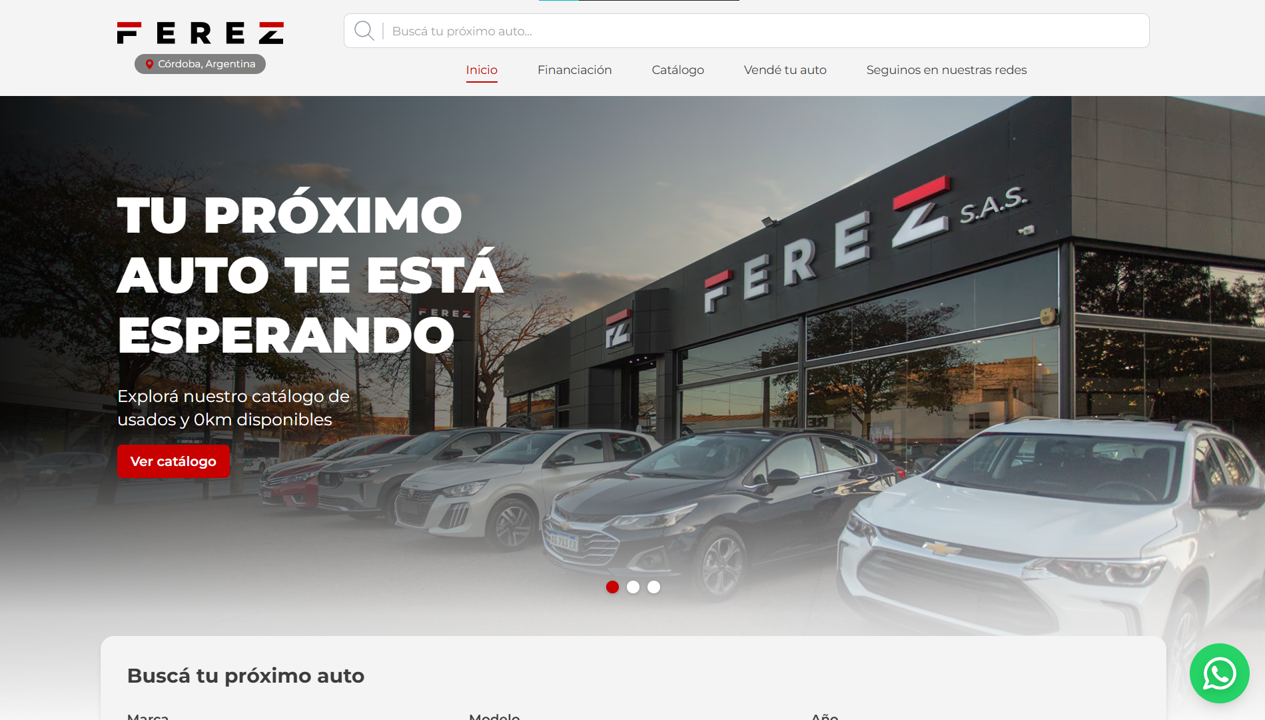 FEREZ
Buscá tu próximo auto...
Córdoba, Argentina
Inicio
Financiación
Catálogo
Vendé tu auto
Seguinos en nuestras redes
TU PRÓXIMO
AUTO TE ESTÁ
ESPERANDO
FEREZ S.A.S.
FEREZ
FZ
Explorá nuestro catálogo de
usados y 0km disponibles
Ver catálogo
Buscá tu próximo auto
Marca
Modelo
Año